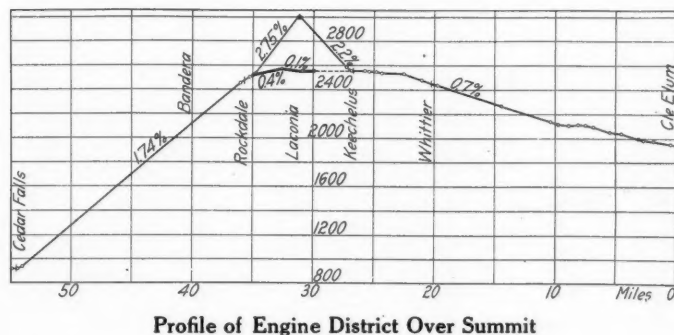 2.75%
2.2%
2800
0.1%
0.4%
2400
0.7%
1.74%
2000
1600
1200
800
Cedar Falls
Bandera
Rockdale
Laconia
Keechelus
Whittier
Cle Elum
50
40
30
20
10
Miles
0
Profile of Engine District Over Summit